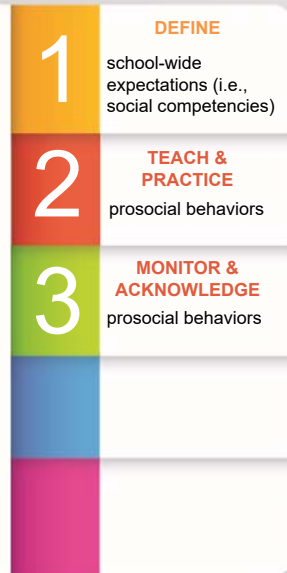 1
DEFINE
school-wide
expectations (i.e.,
social competencies)
2
TEACH &
PRACTICE
prosocial behaviors
3
MONITOR &
ACKNOWLEDGE
prosocial behaviors